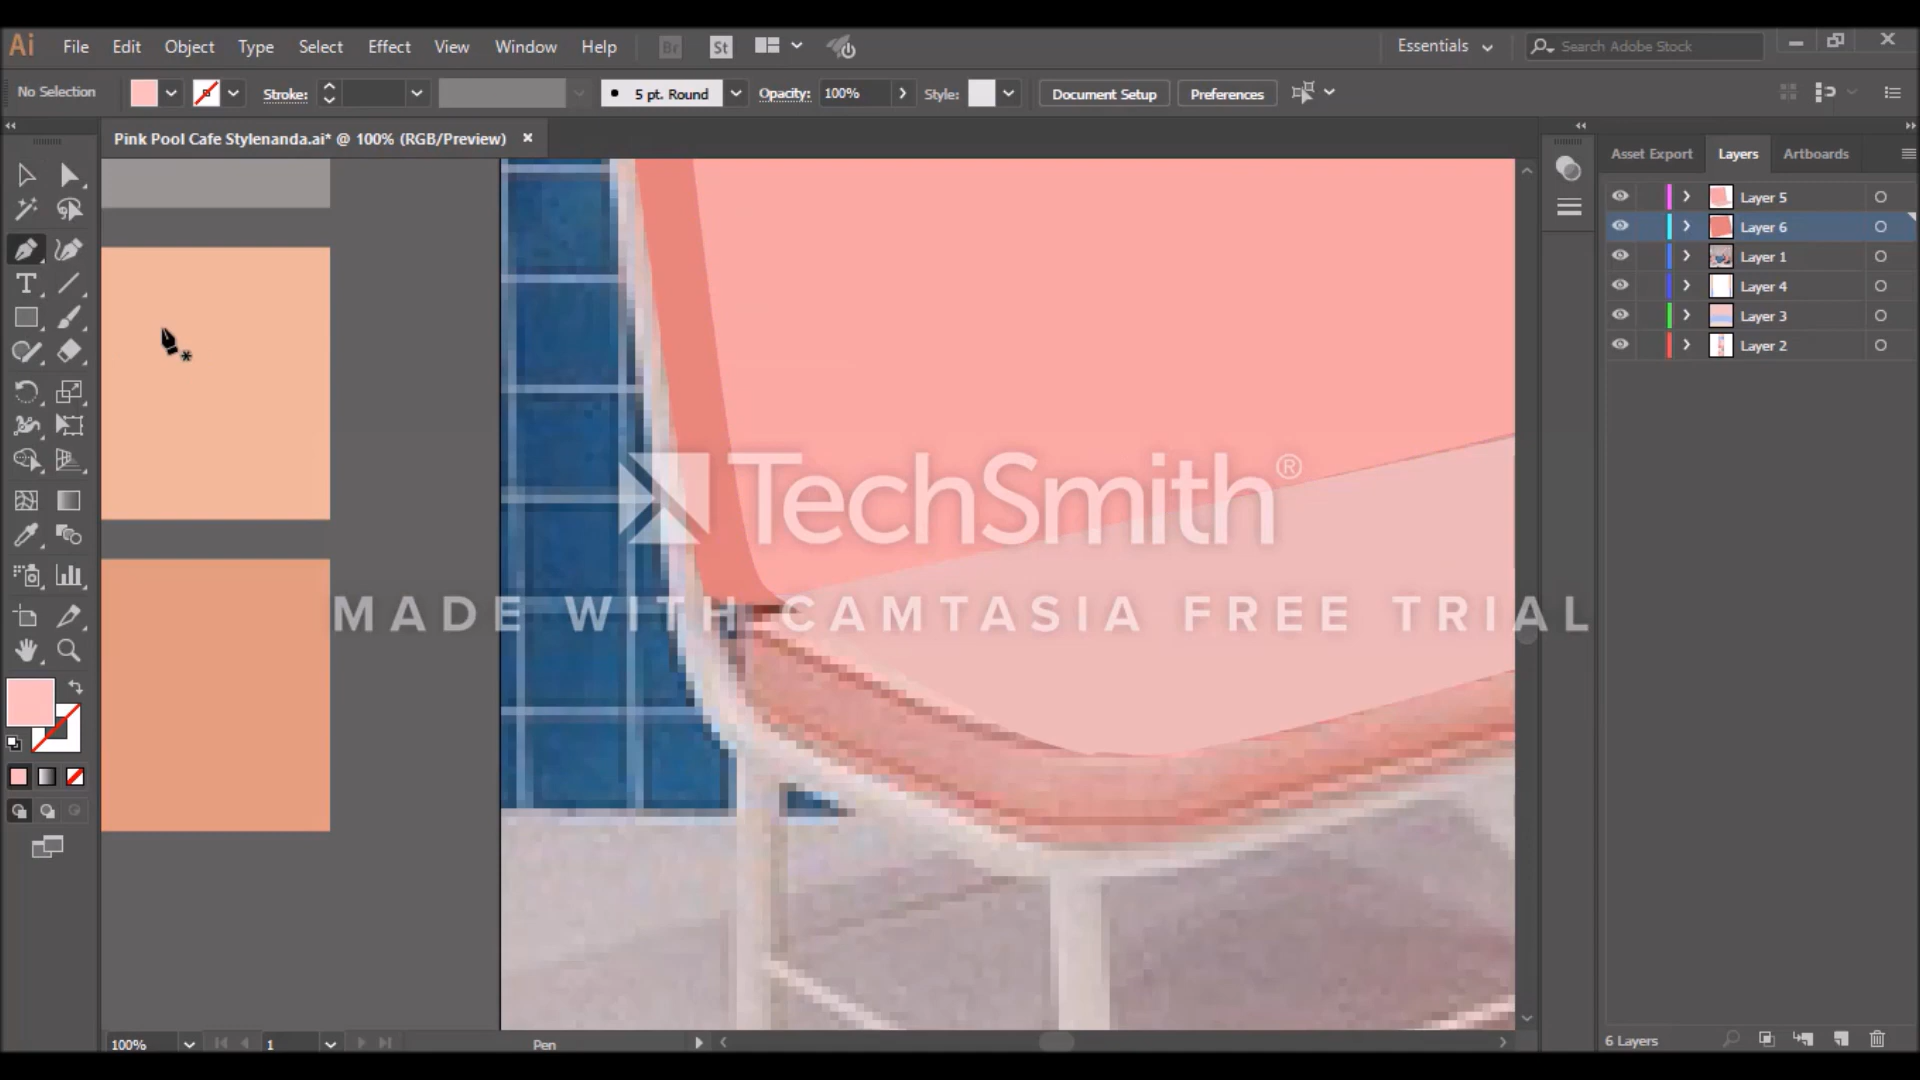 Ai File Edit Object Type Select Effect View Window Help Br St Essentials Search Adobe Stock
No Selection Stroke: 5 pt. Round Opacity: 100% Style: Document Setup Preferences
Pink Pool Cafe Stylenanda.ai* @ 100% (RGB/Preview) ×
Asset Export Layers Artboards
Layer 5
Layer 6
Layer 1
Layer 4
Layer 3
Layer 2
TechSmith®
MADE WITH CAMTASIA FREE TRIAL
100% 1 Pen
6 Layers